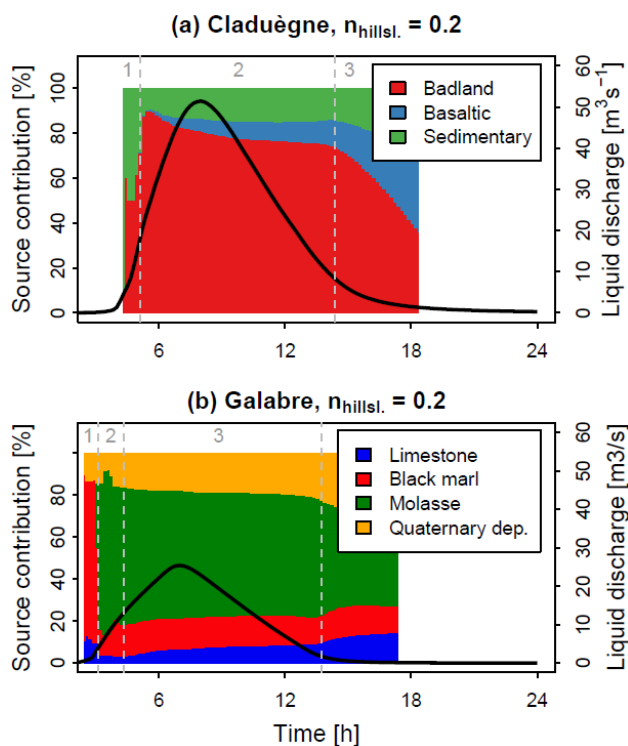 (a) Claduègne, n_hillsl. = 0.2
1 2 3
Source contribution [%]
100
80
60
40
20
0
Badland
Basaltic
Sedimentary
60
50
40
30
20
10
0
Liquid discharge [m³s⁻¹]
6 12 18 24
(b) Galabre, n_hillsl. = 0.2
1 2 3
Source contribution [%]
80
60
40
20
0
Limestone
Black marl
Molasse
Quaternary dep.
60
50
40
30
20
10
0
Liquid discharge [m3/s]
6 12 18 24
Time [h]